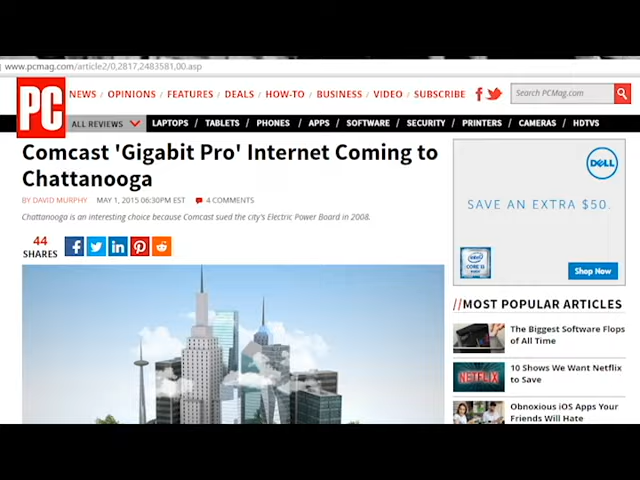 www.pcmag.com/article2/0,2817,2483581,00.asp
PC
NEWS / OPINIONS / FEATURES / DEALS / HOW-TO / BUSINESS / VIDEO / SUBSCRIBE
Search PCMag.com
ALL REVIEWS
LAPTOPS / TABLETS / PHONES / APPS / SOFTWARE / SECURITY / PRINTERS / CAMERAS / HDTVS
Comcast 'Gigabit Pro' Internet Coming to
Chattanooga
BY DAVID MURPHY MAY 1, 2015 06:30PM EST 4 COMMENTS
Chattanooga is an interesting choice because Comcast sued the city's Electric Power Board in 2008.
44
SHARES
DELL
SAVE AN EXTRA $50.
Shop Now
//MOST POPULAR ARTICLES
The Biggest Software Flops
of All Time
NETFLIX
10 Shows We Want Netflix
to Save
Obnoxious iOS Apps Your
Friends Will Hate